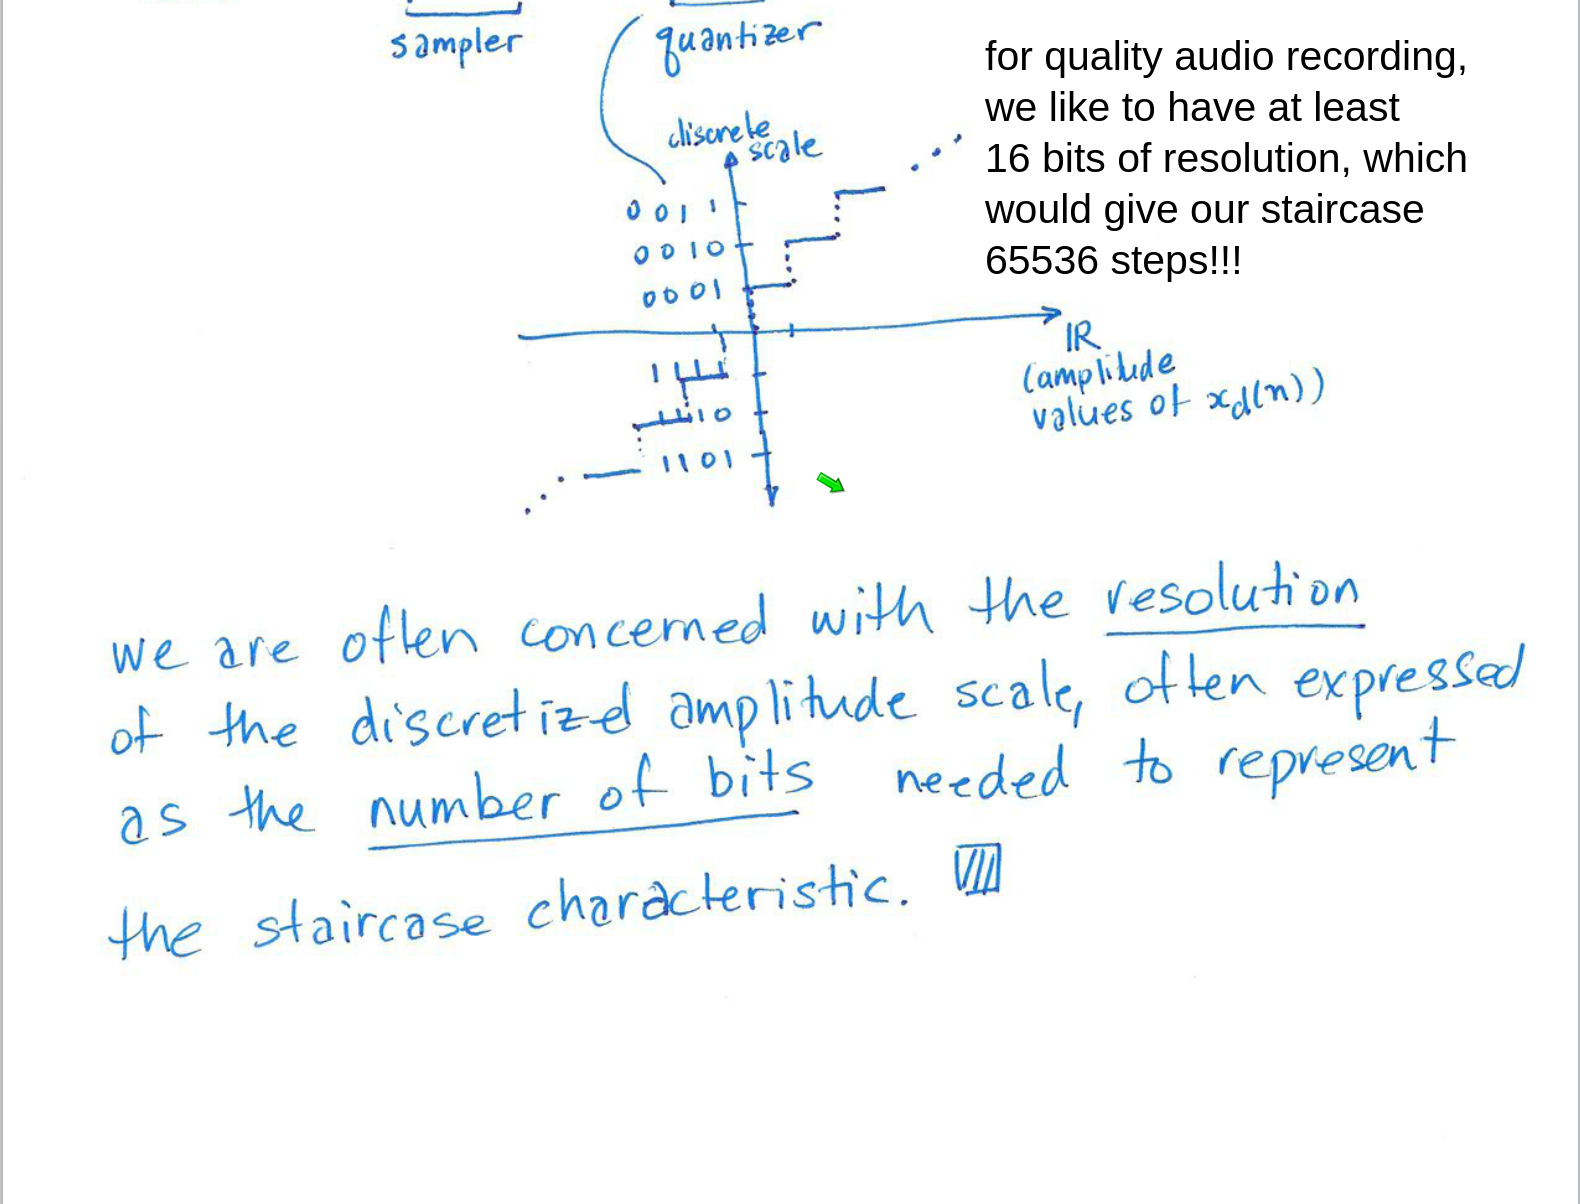 sampler
quantizer
for quality audio recording,
we like to have at least
16 bits of resolution, which
would give our staircase
65536 steps!!!
discrete
scale
0011
0010
0001
IR
(amplitude
values of xd(n))
1111
1110
1101
we are often concerned with the resolution
of the discretized amplitude scale, often expressed
as the number of bits needed to represent
the staircase characteristic.